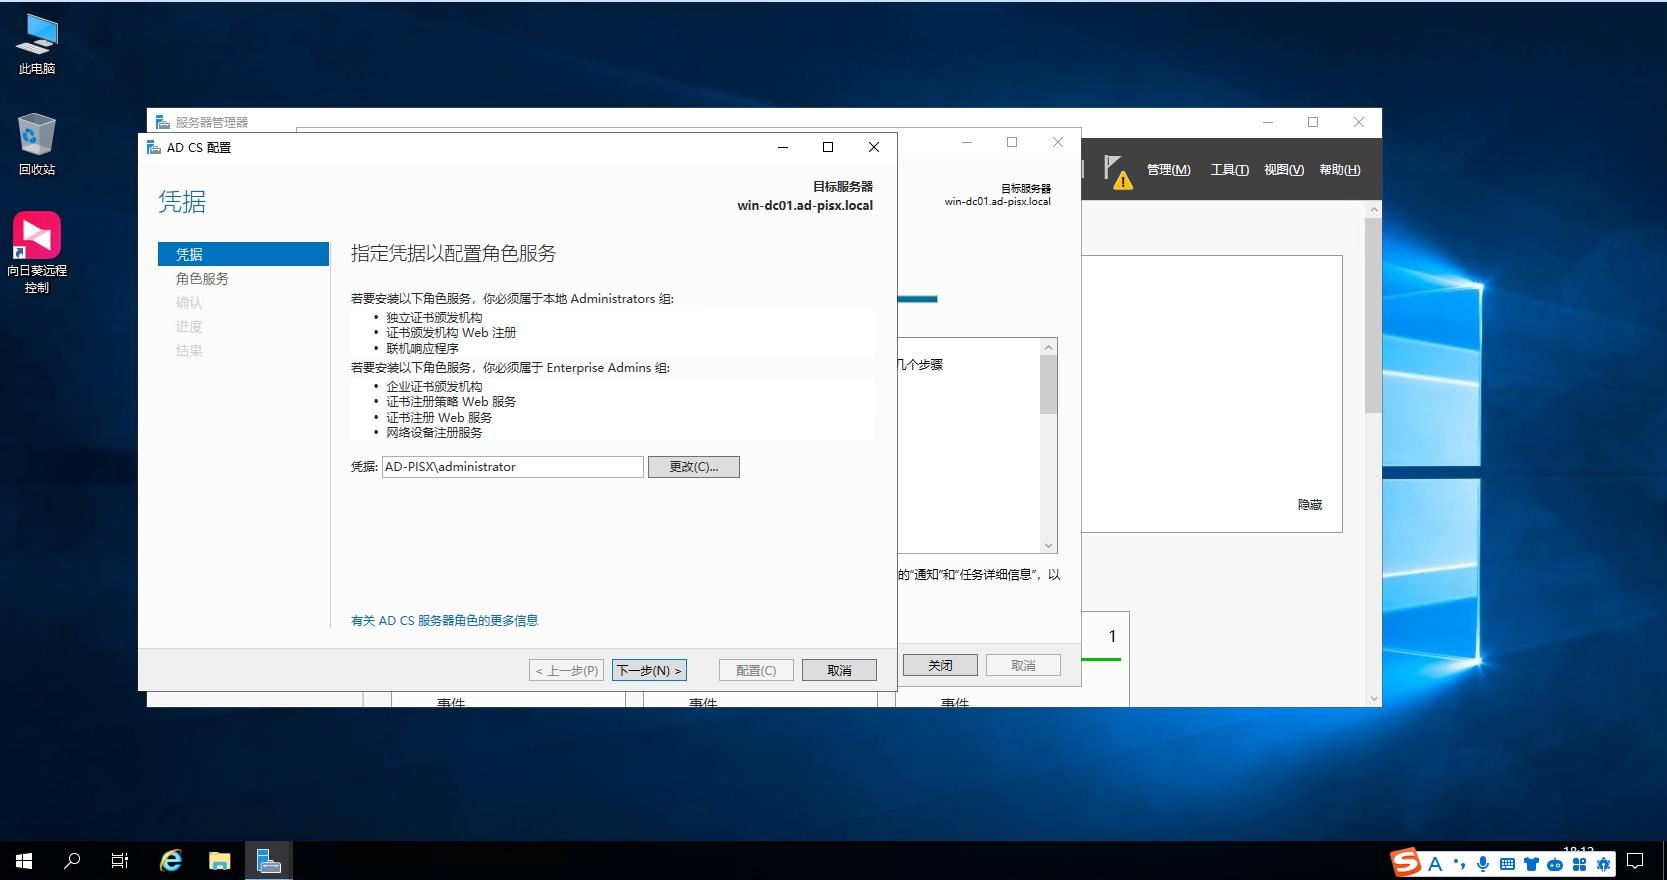 此电脑
回收站
向日葵远程
控制
服务器管理器
管理(M)
工具(T)
视图(V)
帮助(H)
AD CS 配置
凭据
目标服务器
win-dc01.ad-pisx.local
凭据
角色服务
确认
进度
结果
指定凭据以配置角色服务
若要安装以下角色服务，你必须属于本地 Administrators 组:
• 独立证书颁发机构
• 证书颁发机构 Web 注册
• 联机响应程序
若要安装以下角色服务，你必须属于 Enterprise Admins 组:
• 企业证书颁发机构
• 证书注册策略 Web 服务
• 证书注册 Web 服务
• 网络设备注册服务
凭据: AD-PISX\administrator 更改(C)...
有关 AD CS 服务器角色的更多信息
< 上一步(P) 下一步(N) > 配置(C) 取消
目标服务器
win-dc01.ad-pisx.local
几个步骤
的"通知"和"任务详细信息"，以
关闭 取消
隐藏
1
事件 事件 事件
A